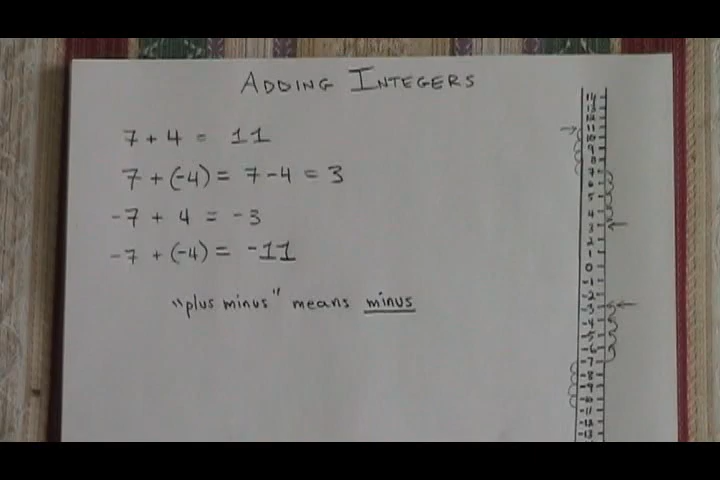 ADDING INTEGERS
7 + 4 = 11
7 + (-4) = 7 - 4 = 3
-7 + 4 = -3
-7 + (-4) = -11
"plus minus" means minus